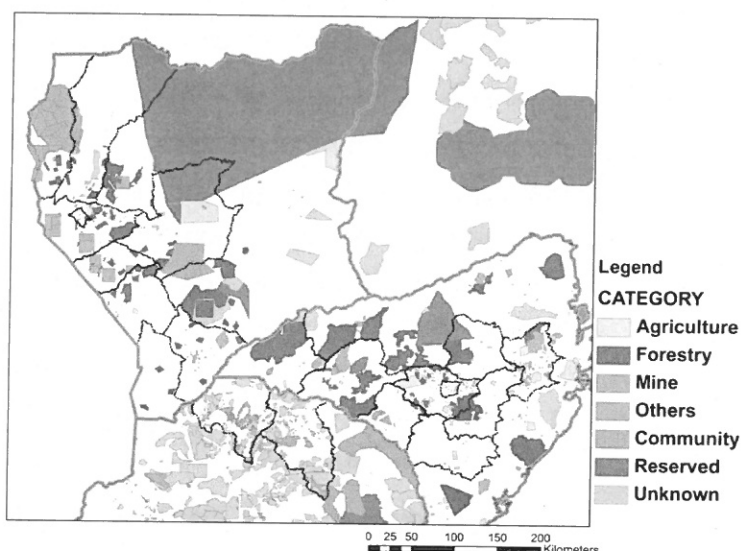 Legend
CATEGORY
Agriculture
Forestry
Mine
Others
Community
Reserved
Unknown
0 25 50 100 150 200
Kilometers